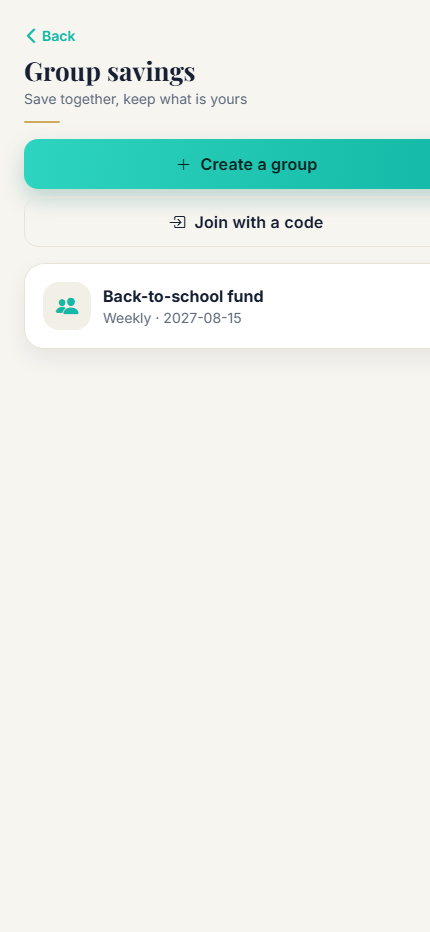 Back
Group savings
Save together, keep what is yours
Create a group
Join with a code
Back-to-school fund
Weekly · 2027-08-15